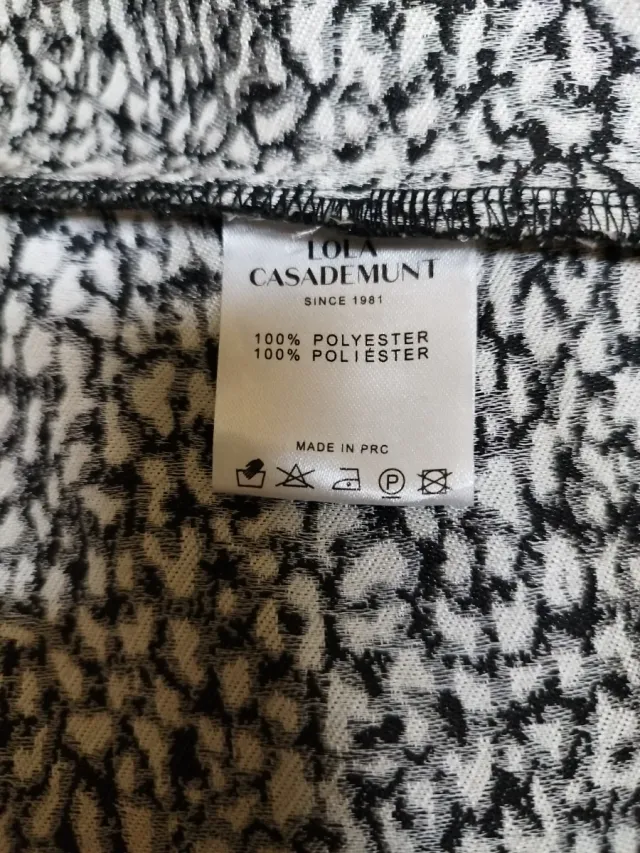 LOLA
CASADEMUNT
SINCE 1981
100% POLYESTER
100% POLIÉSTER
MADE IN PRC
P